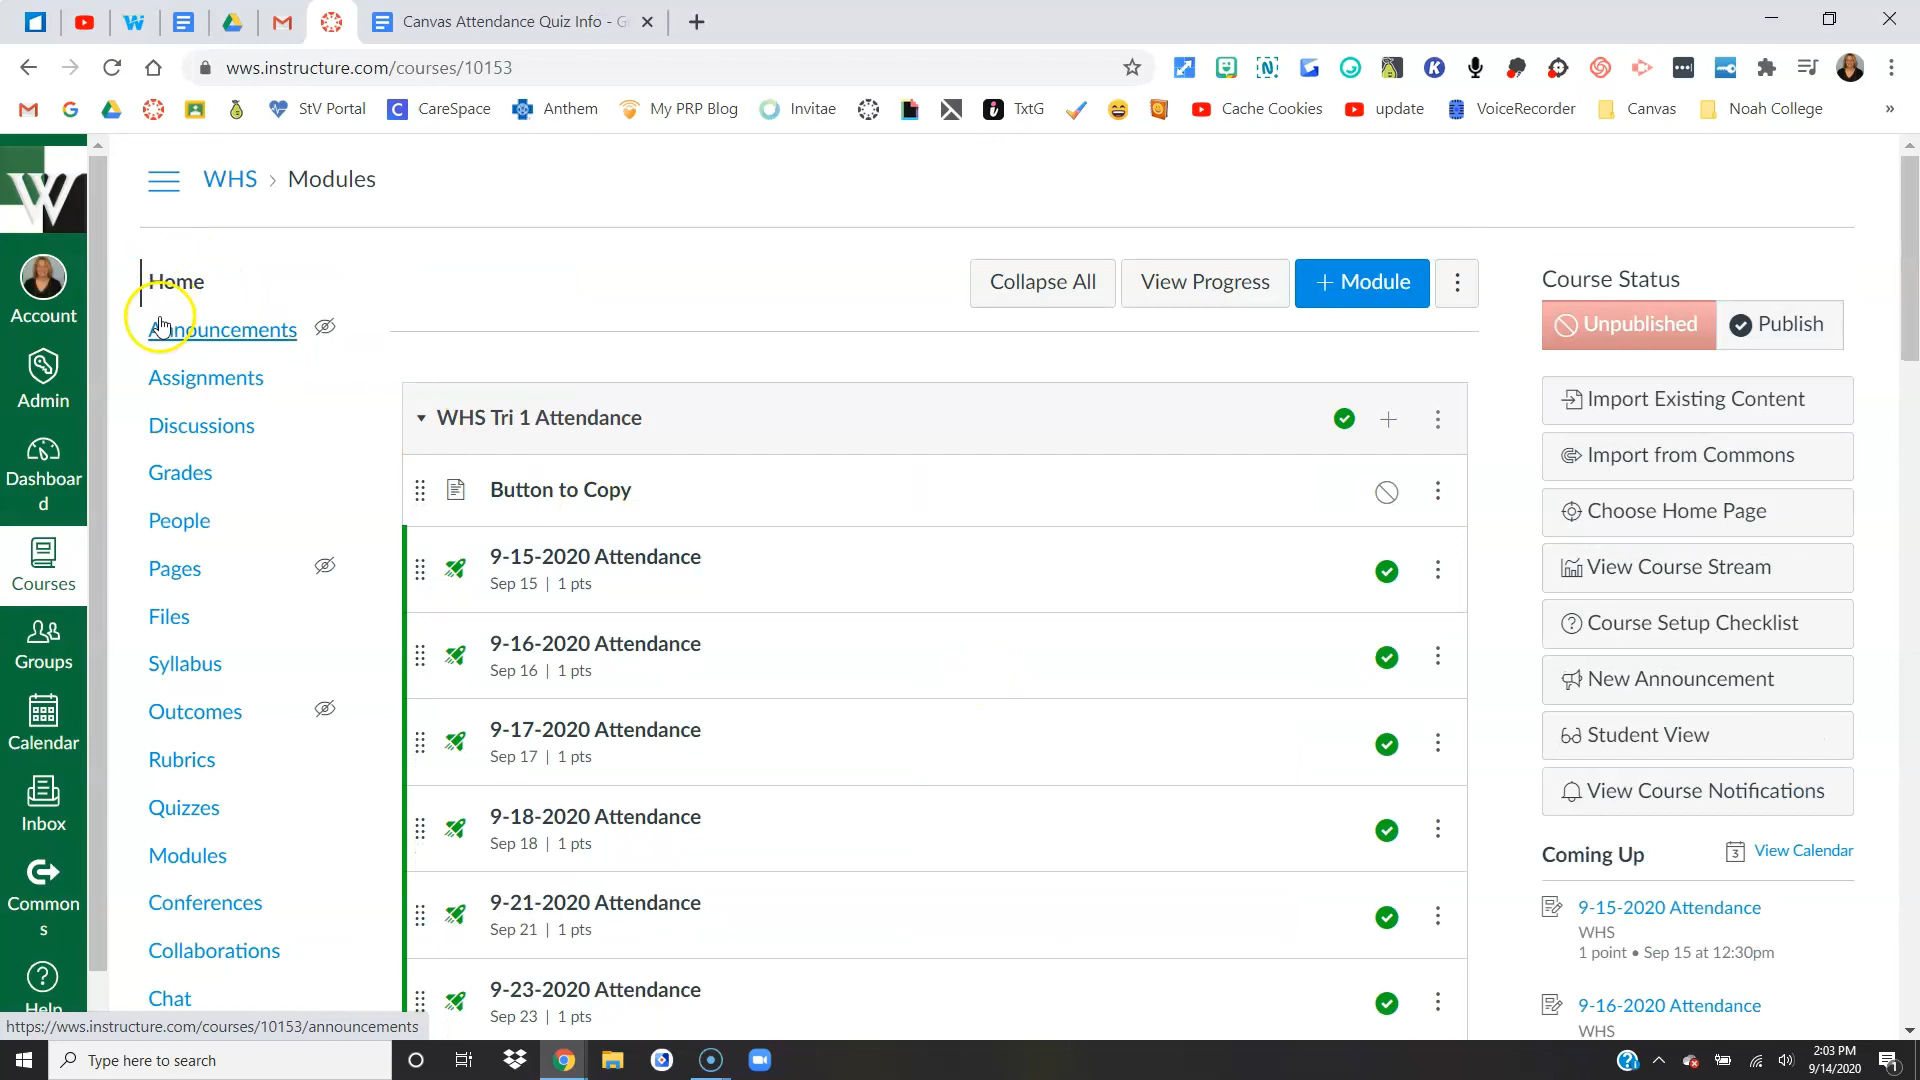 Canvas Attendance Quiz Info - G
wws.instructure.com/courses/10153
StV Portal
CareSpace
Anthem
My PRP Blog
Invitae
TxtG
Cache Cookies
update
VoiceRecorder
Canvas
Noah College
»
WHS > Modules
Account
Admin
Dashboar
d
Courses
Groups
Calendar
Inbox
Common
s
Help
Home
Announcements
Assignments
Discussions
Grades
People
Pages
Files
Syllabus
Outcomes
Rubrics
Quizzes
Modules
Conferences
Collaborations
Chat
Collapse All
View Progress
+ Module
WHS Tri 1 Attendance
Button to Copy
9-15-2020 Attendance
Sep 15 | 1 pts
9-16-2020 Attendance
Sep 16 | 1 pts
9-17-2020 Attendance
Sep 17 | 1 pts
9-18-2020 Attendance
Sep 18 | 1 pts
9-21-2020 Attendance
Sep 21 | 1 pts
9-23-2020 Attendance
Sep 23 | 1 pts
Course Status
Unpublished
Publish
Import Existing Content
Import from Commons
Choose Home Page
View Course Stream
Course Setup Checklist
New Announcement
Student View
View Course Notifications
Coming Up
3 View Calendar
9-15-2020 Attendance
WHS
1 point • Sep 15 at 12:30pm
9-16-2020 Attendance
WHS
https://wws.instructure.com/courses/10153/announcements
Type here to search
2:03 PM
9/14/2020
1